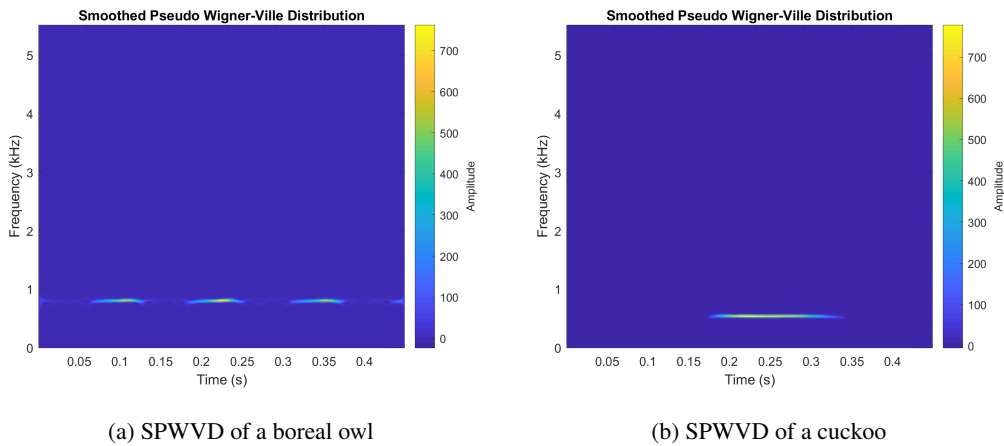 Smoothed Pseudo Wigner-Ville Distribution
5
4
3
2
1
0
Frequency (kHz)
0.05 0.1 0.15 0.2 0.25 0.3 0.35 0.4
Time (s)
700
600
500
400
300
200
100
0
Amplitude
(a) SPWVD of a boreal owl
Smoothed Pseudo Wigner-Ville Distribution
5
4
3
2
1
0
Frequency (kHz)
0.05 0.1 0.15 0.2 0.25 0.3 0.35 0.4
Time (s)
700
600
500
400
300
200
100
0
Amplitude
(b) SPWVD of a cuckoo